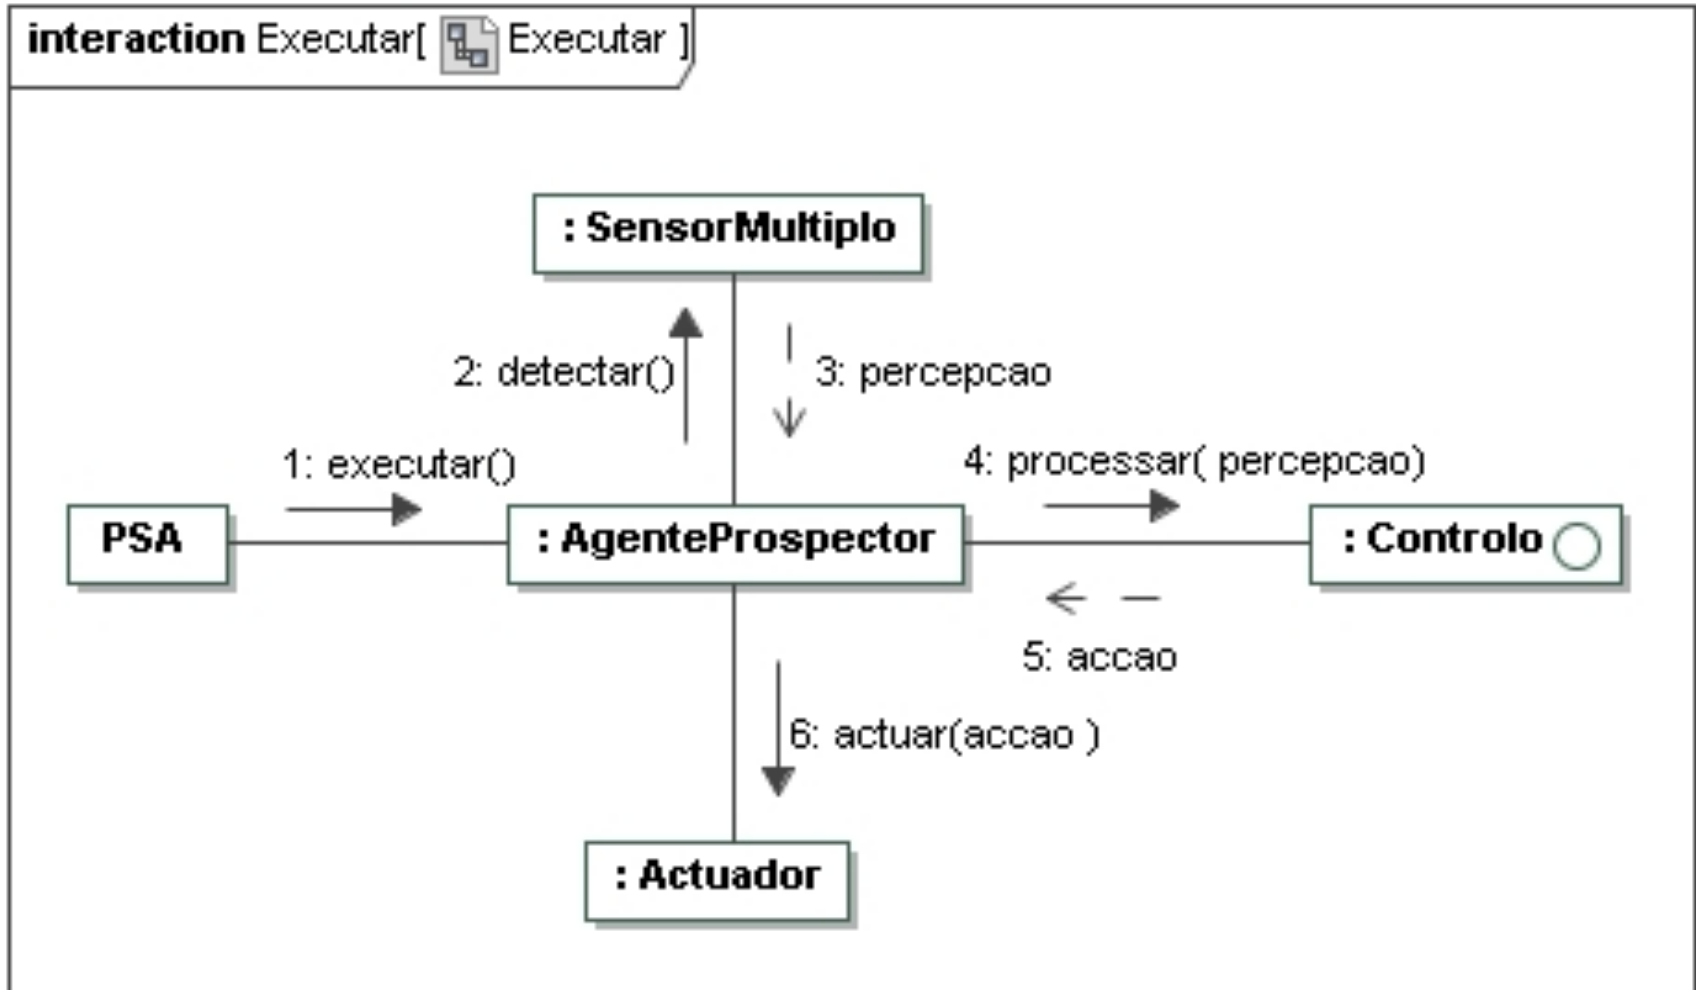 interaction Executar[ Executar ]
: SensorMultiplo
2: detectar()
3: percepcao
1: executar()
4: processar( percepcao)
PSA
: AgenteProspector
: Controlo
5: accao
6: actuar(accao )
: Actuador